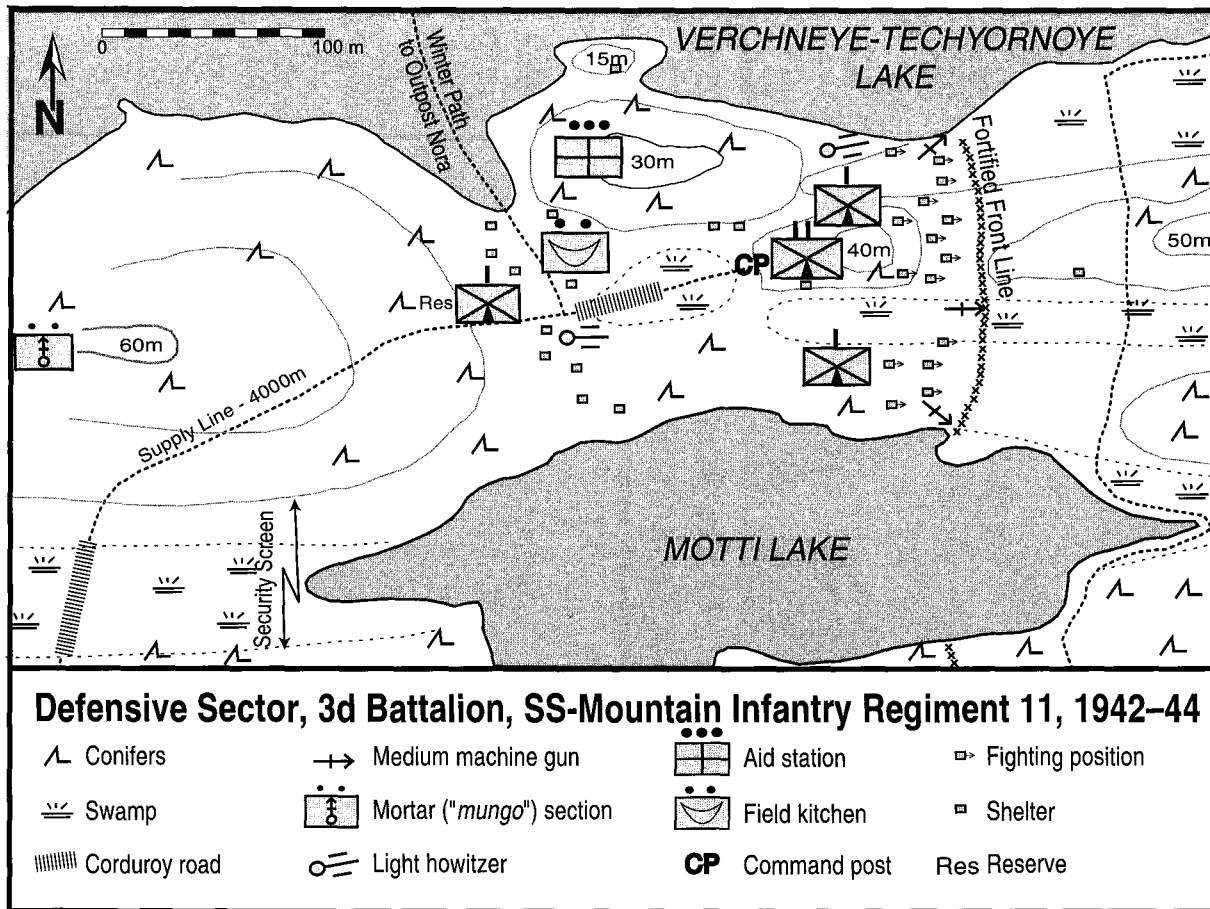 VERCHNEYE-TECHYORNOYE
LAKE
0
100 m
N
15m
Winter Path
to Outpost Nora
30m
Fortified Front Lime
40m
50m
CP
Res
60m
Supply Line - 4000m
Security Screen
MOTTI LAKE
Defensive Sector, 3d Battalion, SS-Mountain Infantry Regiment 11, 1942–44
Conifers
Medium machine gun
Aid station
Fighting position
Swamp
Mortar ("mungo") section
Field kitchen
Shelter
Corduroy road
Light howitzer
CP Command post
Res Reserve